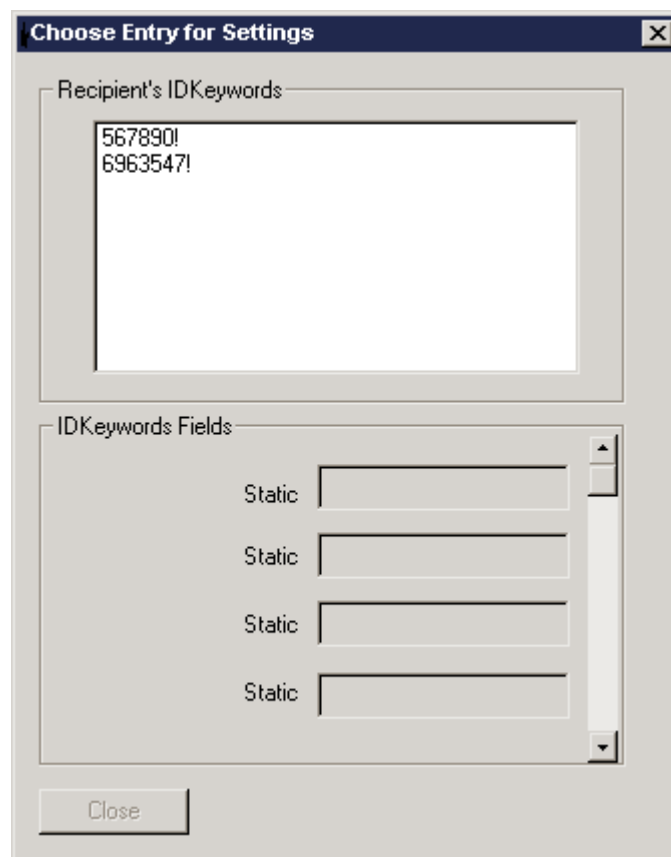 Choose Entry for Settings
Recipient's IDKeywords
567890!
6963547!
IDKeywords Fields
Static
Static
Static
Static
Close